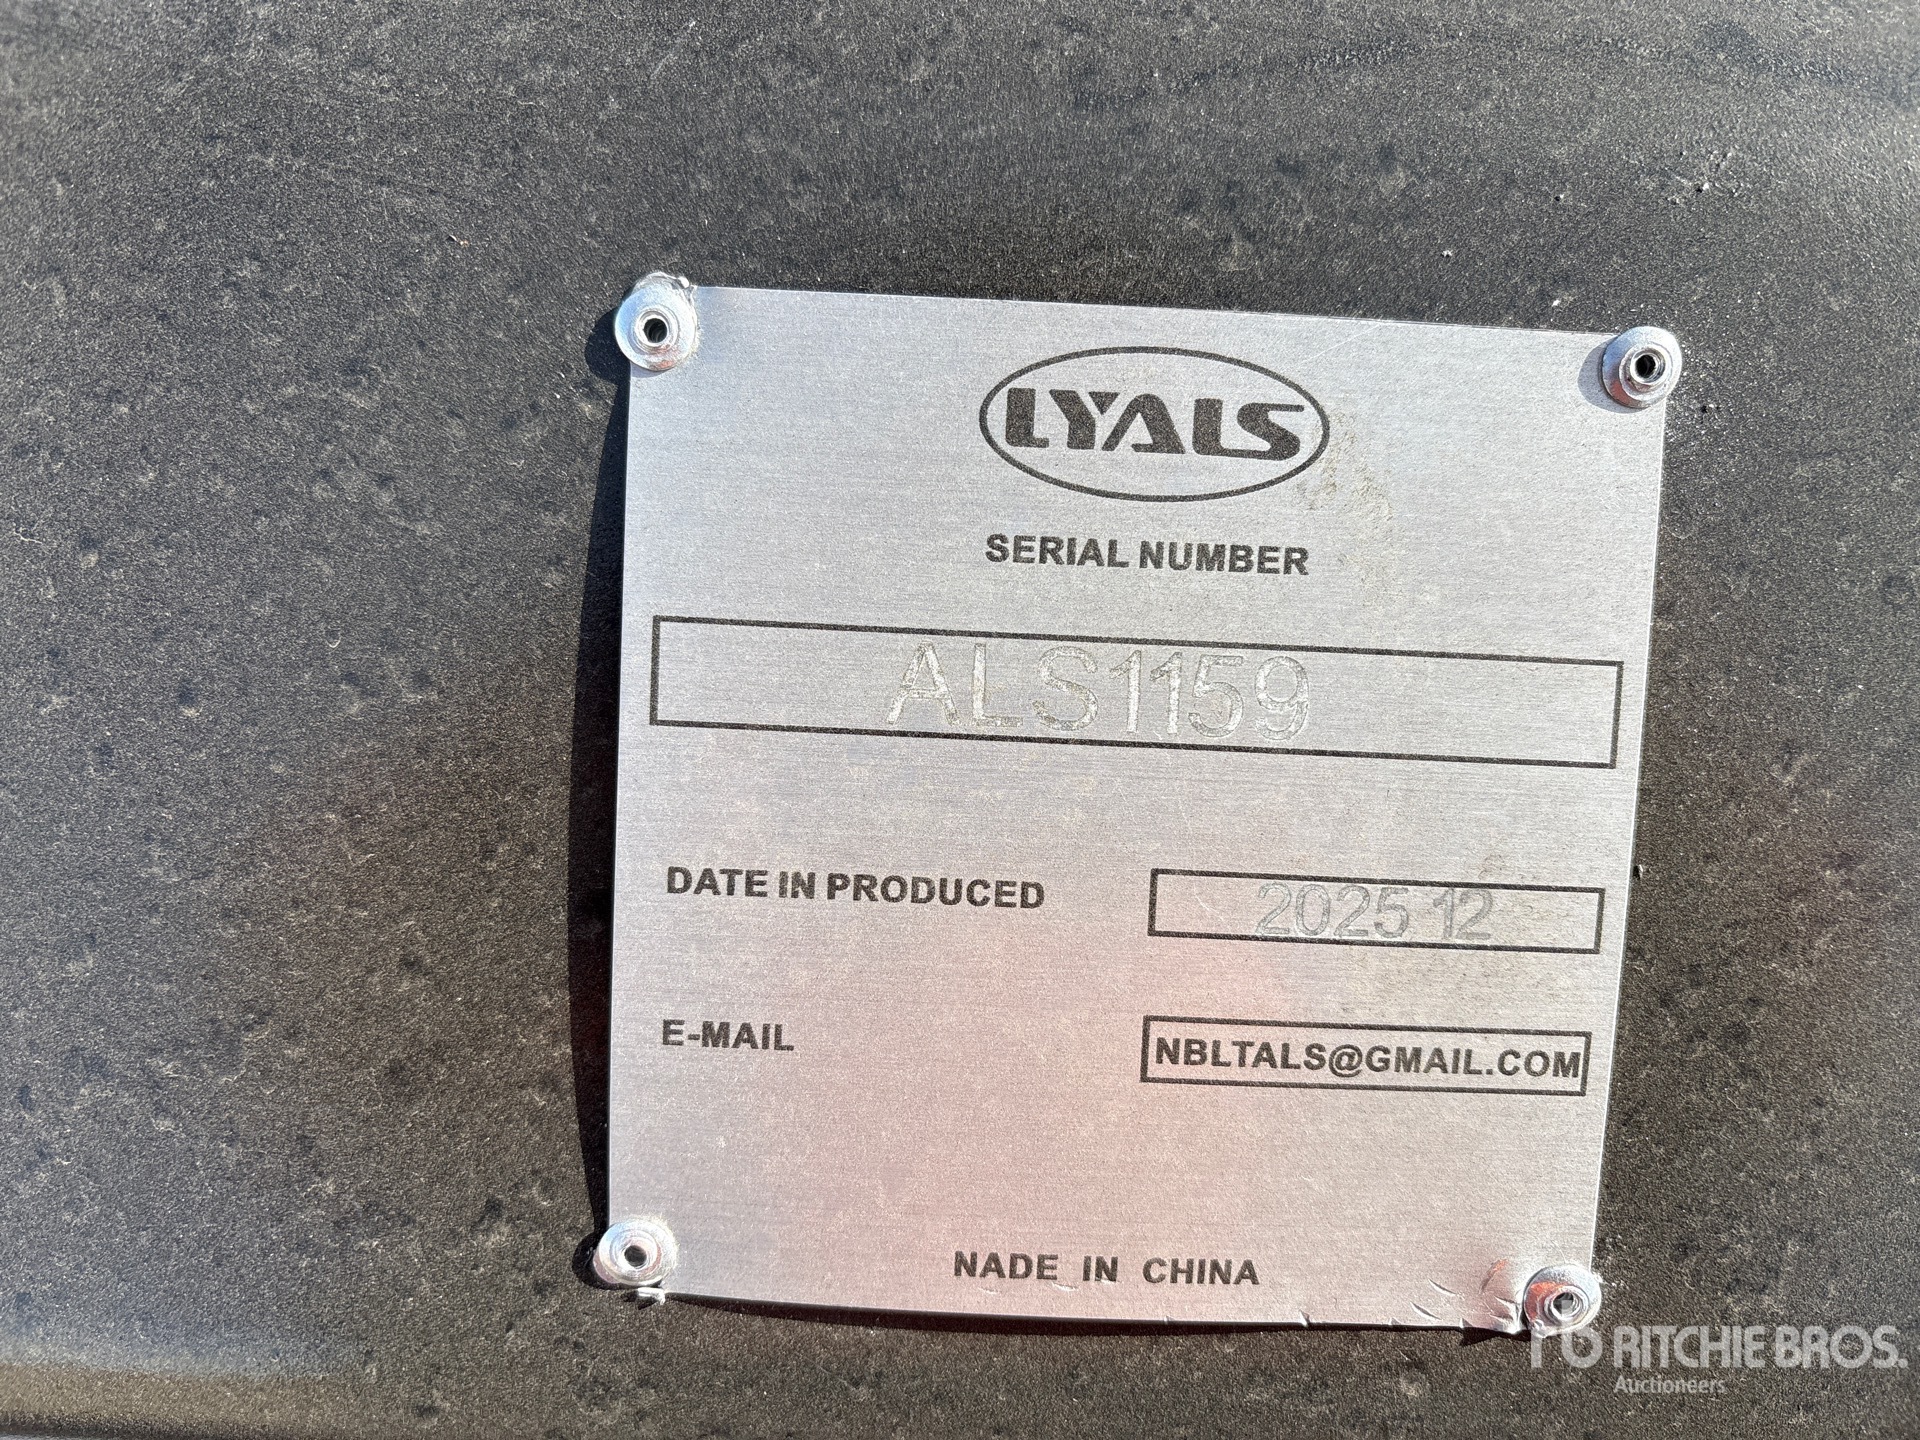 LYALS
SERIAL NUMBER
ALS1159
DATE IN PRODUCED 2025 12
E-MAIL NBLTALS@GMAIL.COM
NADE IN CHINA
RITCHIE BROS.
Auctioneers